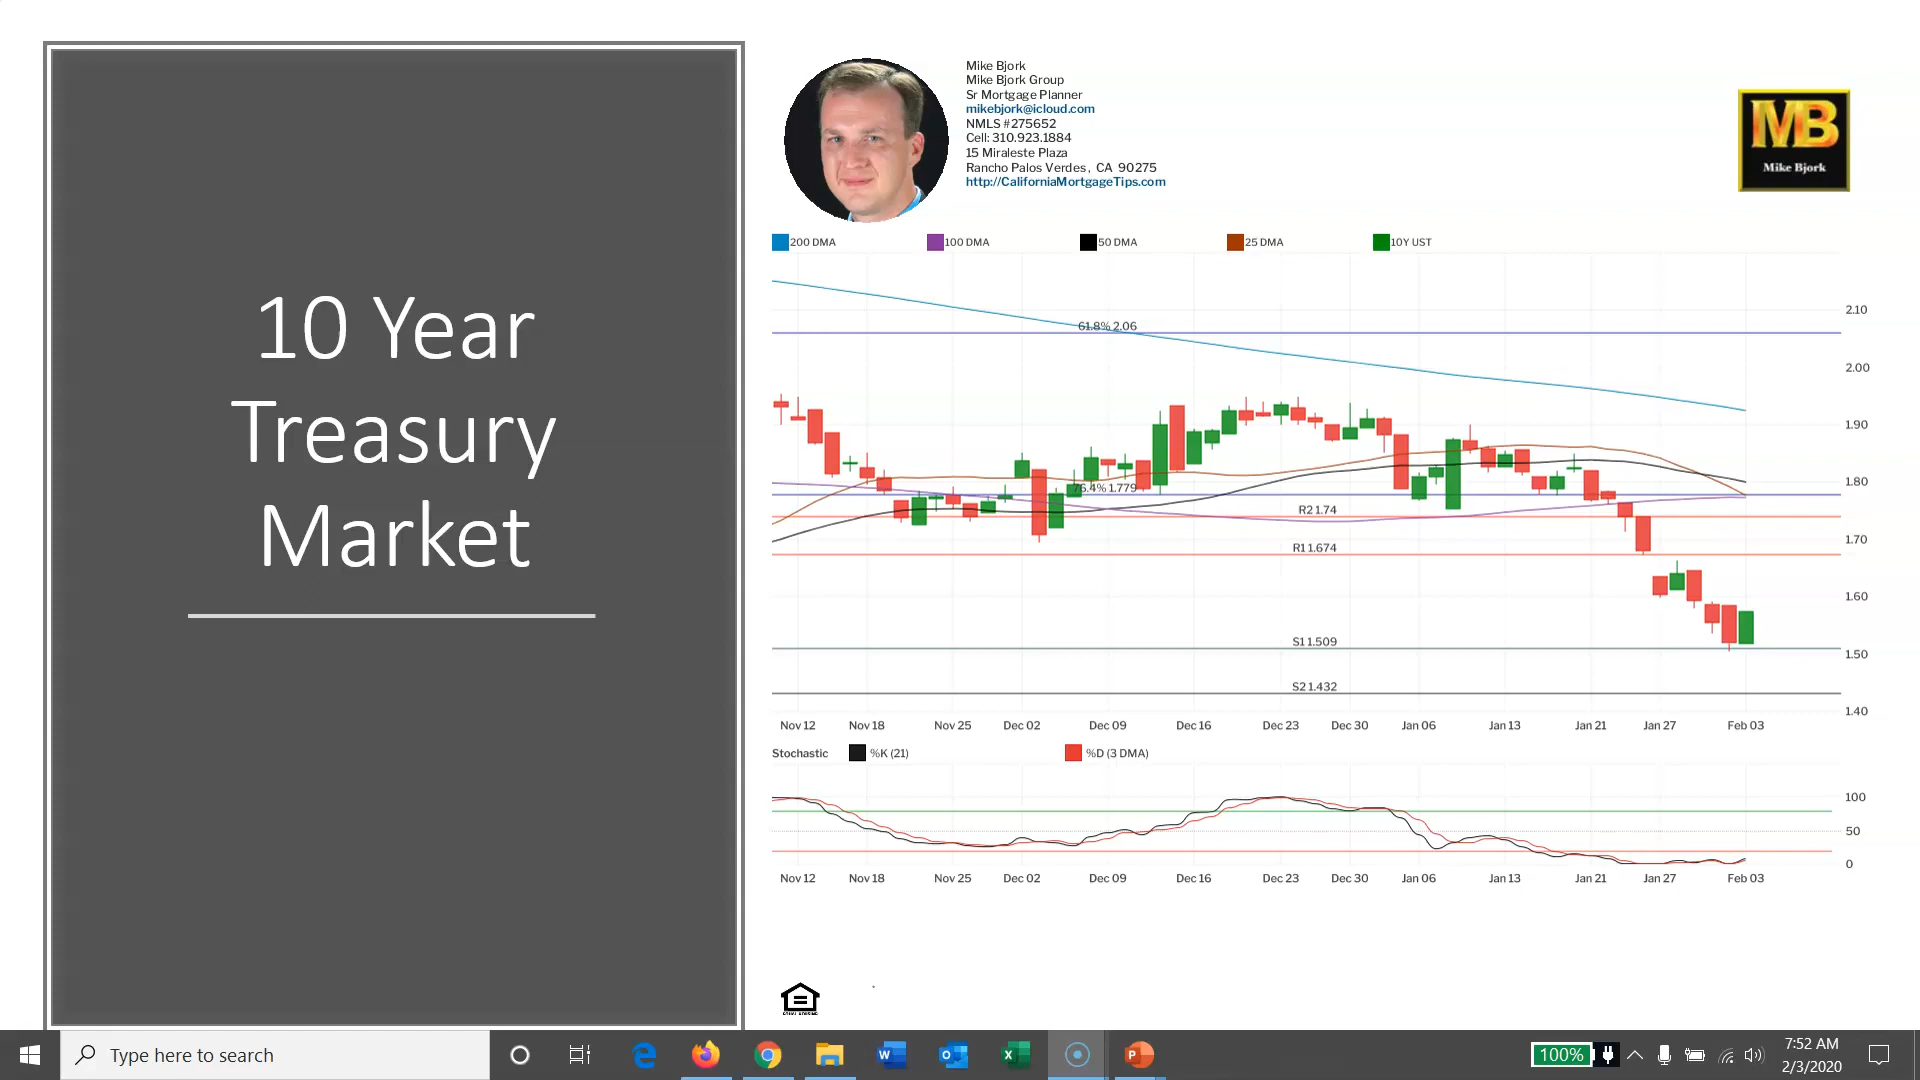 10 Year
Treasury
Market
Mike Bjork
Mike Bjork Group
Sr Mortgage Planner
mikebjork@icloud.com
NMLS #275652
Cell: 310.923.1884
15 Miraleste Plaza
Rancho Palos Verdes, CA 90275
http://CaliforniaMortgageTips.com
MB
Mike Bjork
200 DMA 100 DMA 50 DMA 25 DMA 10Y UST
2.10
61.8% 2.06
2.00
1.90
1.80
76.4% 1.779
R2 1.74
1.70
R1 1.674
1.60
S1 1.509
1.50
S2 1.432
1.40
Nov 12 Nov 18 Nov 25 Dec 02 Dec 09 Dec 16 Dec 23 Dec 30 Jan 06 Jan 13 Jan 21 Jan 27 Feb 03
Stochastic %K (21) %D (3 DMA)
100
50
0
Nov 12 Nov 18 Nov 25 Dec 02 Dec 09 Dec 16 Dec 23 Dec 30 Jan 06 Jan 13 Jan 21 Jan 27 Feb 03
Type here to search
100%
7:52 AM
2/3/2020